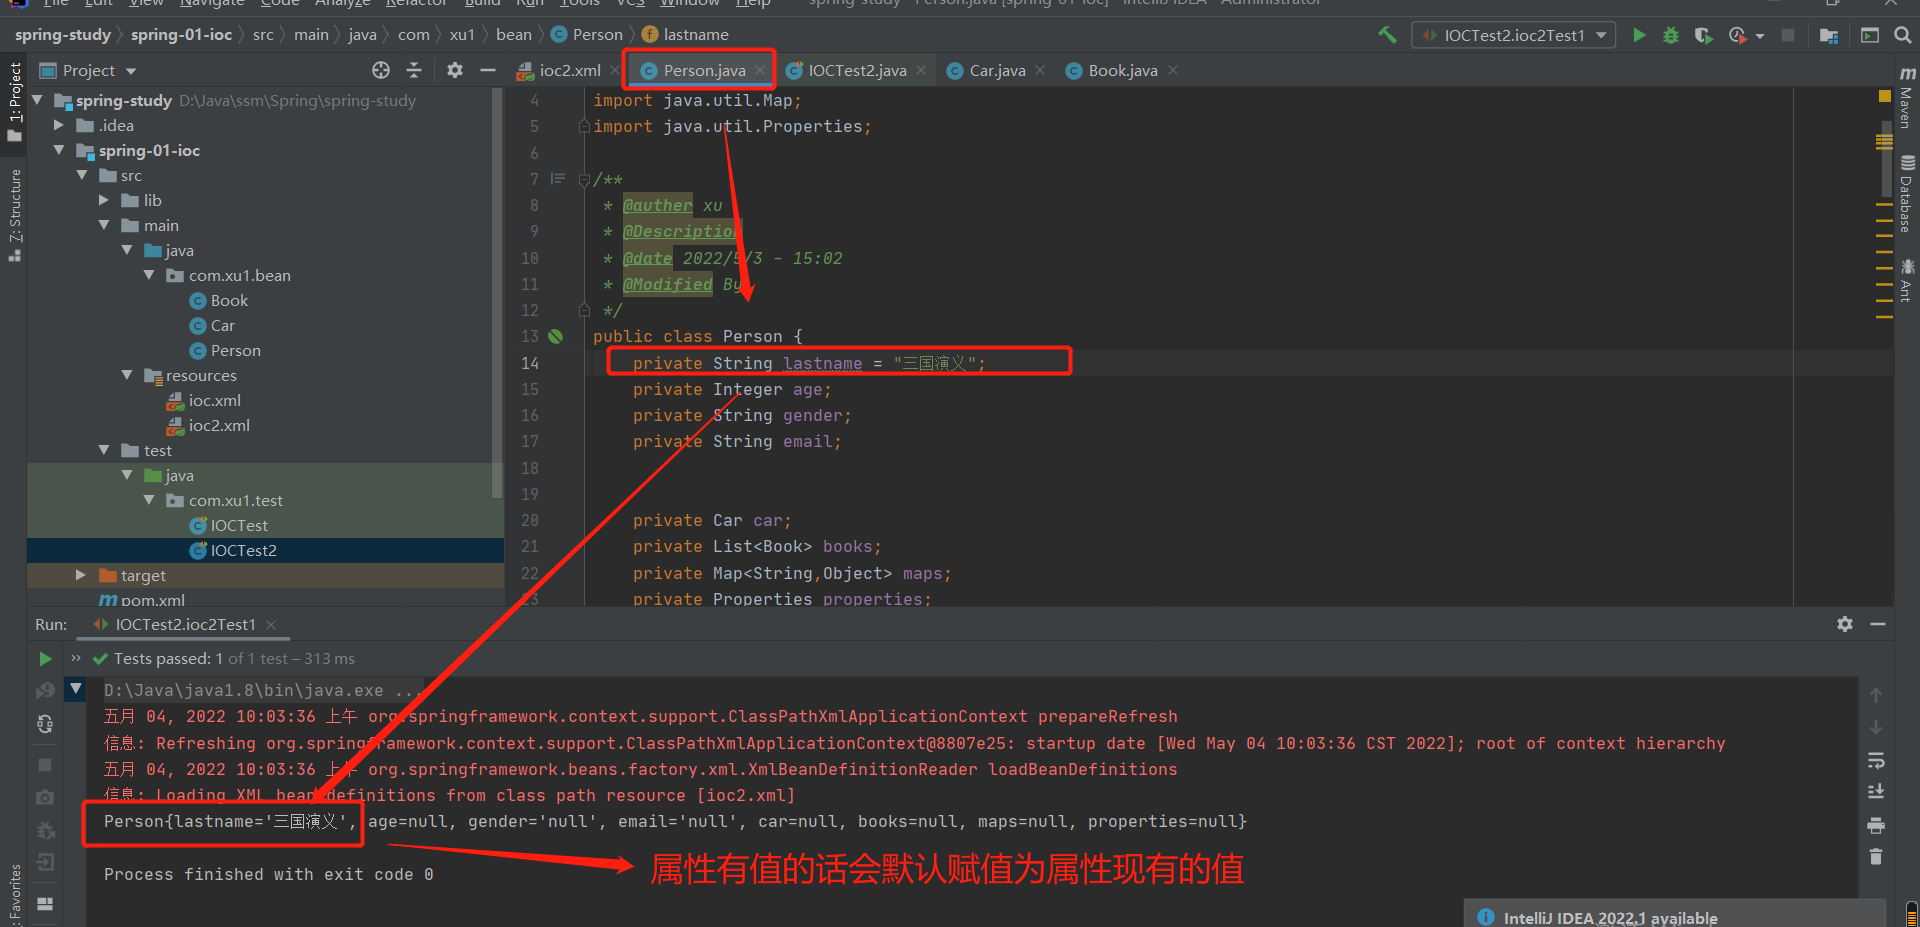 File Edit View Navigate Code Analyze Refactor Build Run Tools VCS Window Help spring-study - Person.java [spring-01-ioc] - IntelliJ IDEA - Administrator
spring-study spring-01-ioc src main java com xu1 bean Person lastname IOCTest2.ioc2Test1
Project ioc2.xml Person.java IOCTest2.java Car.java Book.java
1: Project
Z: Structure
: Favorites
Maven
Database
Ant
spring-study D:\Java\ssm\Spring\spring-study
.idea
spring-01-ioc
src
lib
main
java
com.xu1.bean
Book
Car
Person
resources
ioc.xml
ioc2.xml
test
java
com.xu1.test
IOCTest
IOCTest2
target
pom.xml
4 import java.util.Map;
5 import java.util.Properties;
6
7 /**
8 * @auther xu
9 * @Description
10 * @date 2022/5/3 - 15:02
11 * @Modified By
12 */
13 public class Person {
14 private String lastname = "三国演义";
15 private Integer age;
16 private String gender;
17 private String email;
18
19
20 private Car car;
21 private List<Book> books;
22 private Map<String,Object> maps;
23 private Properties properties;
Run: IOCTest2.ioc2Test1
Tests passed: 1 of 1 test – 313 ms
D:\Java\java1.8\bin\java.exe ...
五月 04, 2022 10:03:36 上午 org.springframework.context.support.ClassPathXmlApplicationContext prepareRefresh
信息: Refreshing org.springframework.context.support.ClassPathXmlApplicationContext@8807e25: startup date [Wed May 04 10:03:36 CST 2022]; root of context hierarchy
五月 04, 2022 10:03:36 上午 org.springframework.beans.factory.xml.XmlBeanDefinitionReader loadBeanDefinitions
信息: Loading XML bean definitions from class path resource [ioc2.xml]
Person{lastname='三国演义', age=null, gender='null', email='null', car=null, books=null, maps=null, properties=null}
属性有值的话会默认赋值为属性现有的值
Process finished with exit code 0
IntelliJ IDEA 2022.1 available